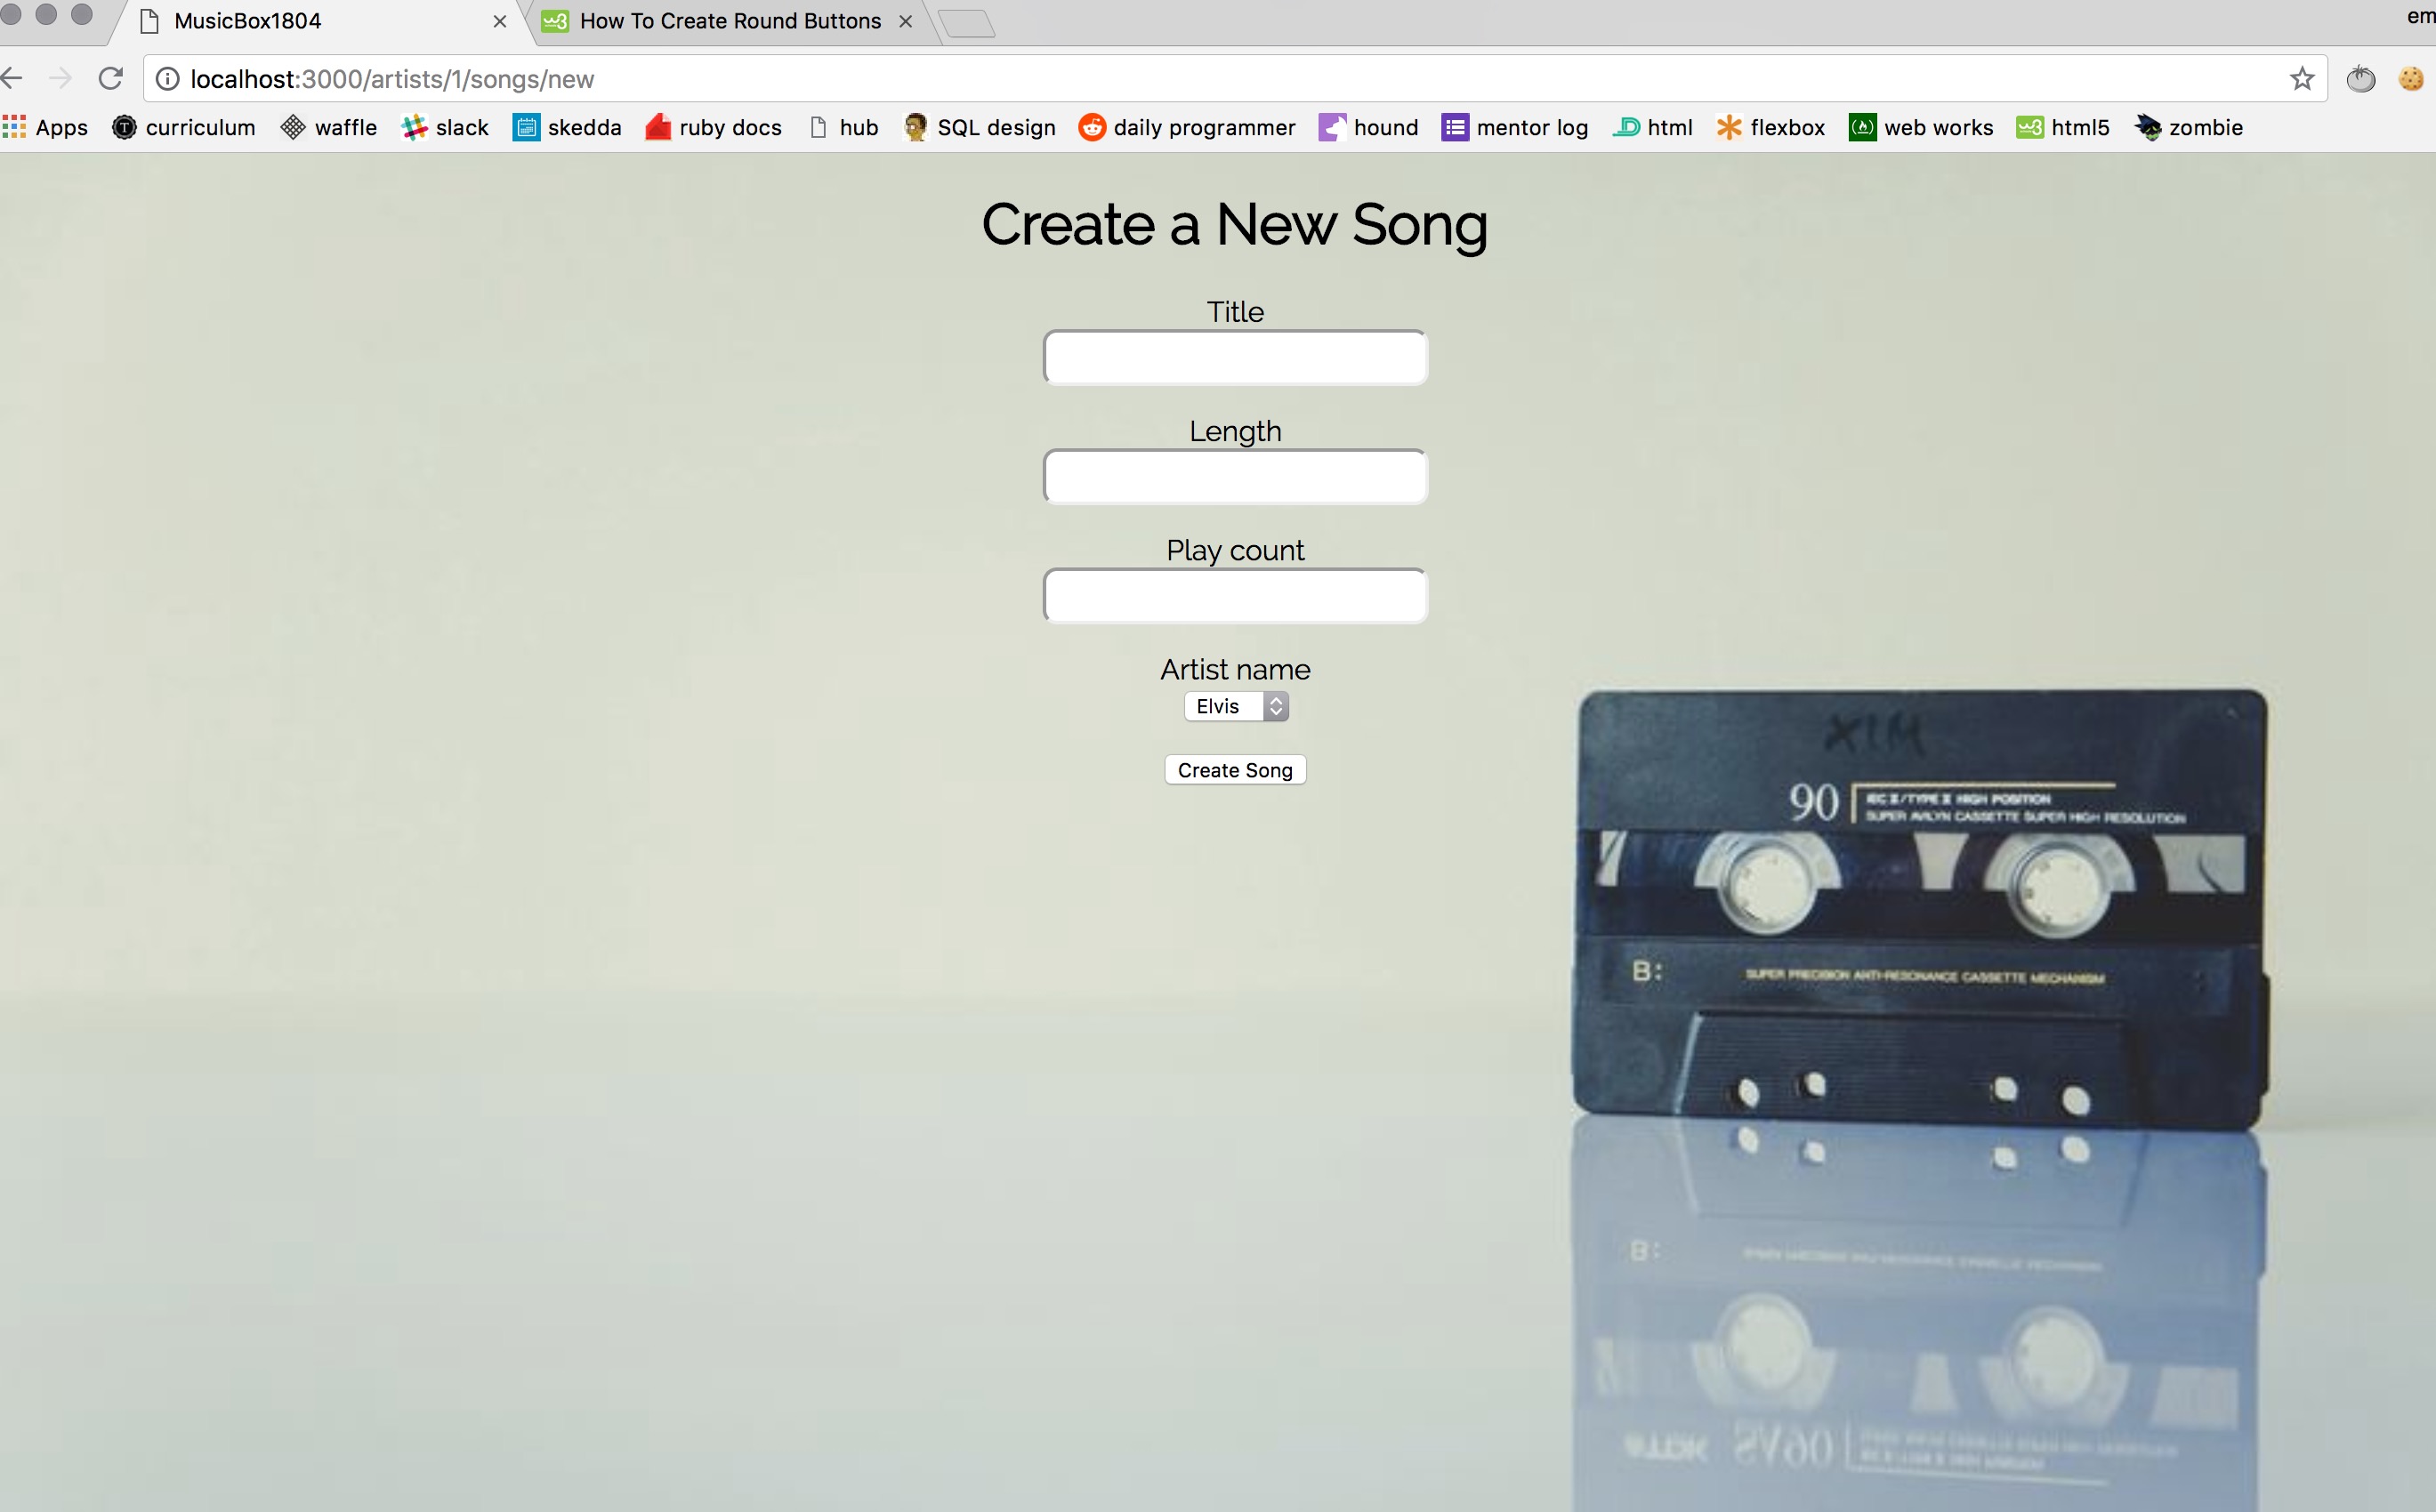 MusicBox1804
How To Create Round Buttons
em
localhost:3000/artists/1/songs/new
Apps curriculum waffle slack skedda ruby docs hub SQL design daily programmer hound mentor log html flexbox web works html5 zombie
Create a New Song
Title
Length
Play count
Artist name
Elvis
Create Song
90
IEC II/TYPE II HIGH POSITION
SUPER AVILYN CASSETTE SUPER HIGH RESOLUTION
B:
SUPER PRECISION ANTI-RESONANCE CASSETTE MECHANISM